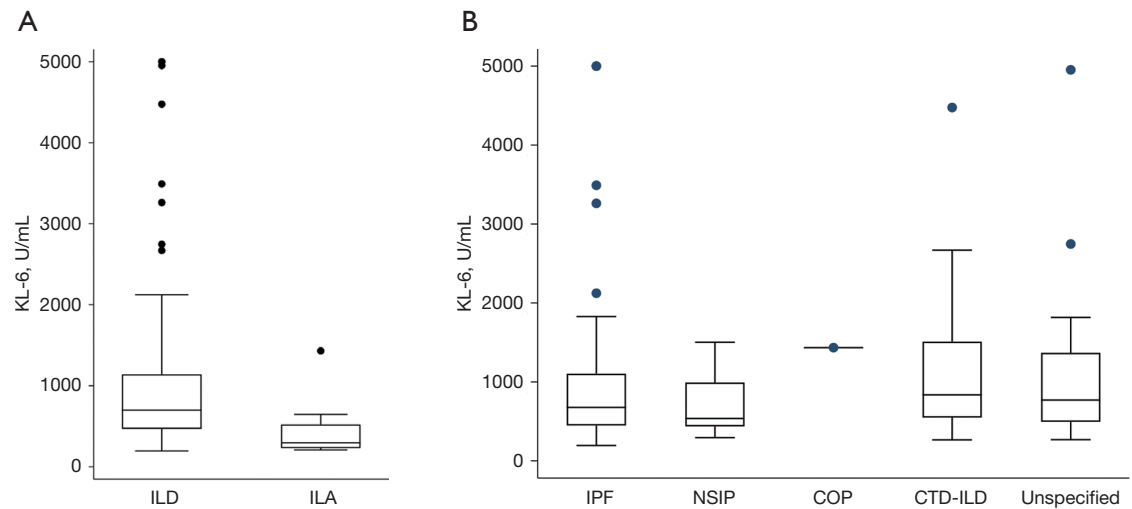 A
KL-6, U/mL
5000
4000
3000
2000
1000
0
ILD ILA
B
KL-6, U/mL
5000
4000
3000
2000
1000
0
IPF NSIP COP CTD-ILD Unspecified